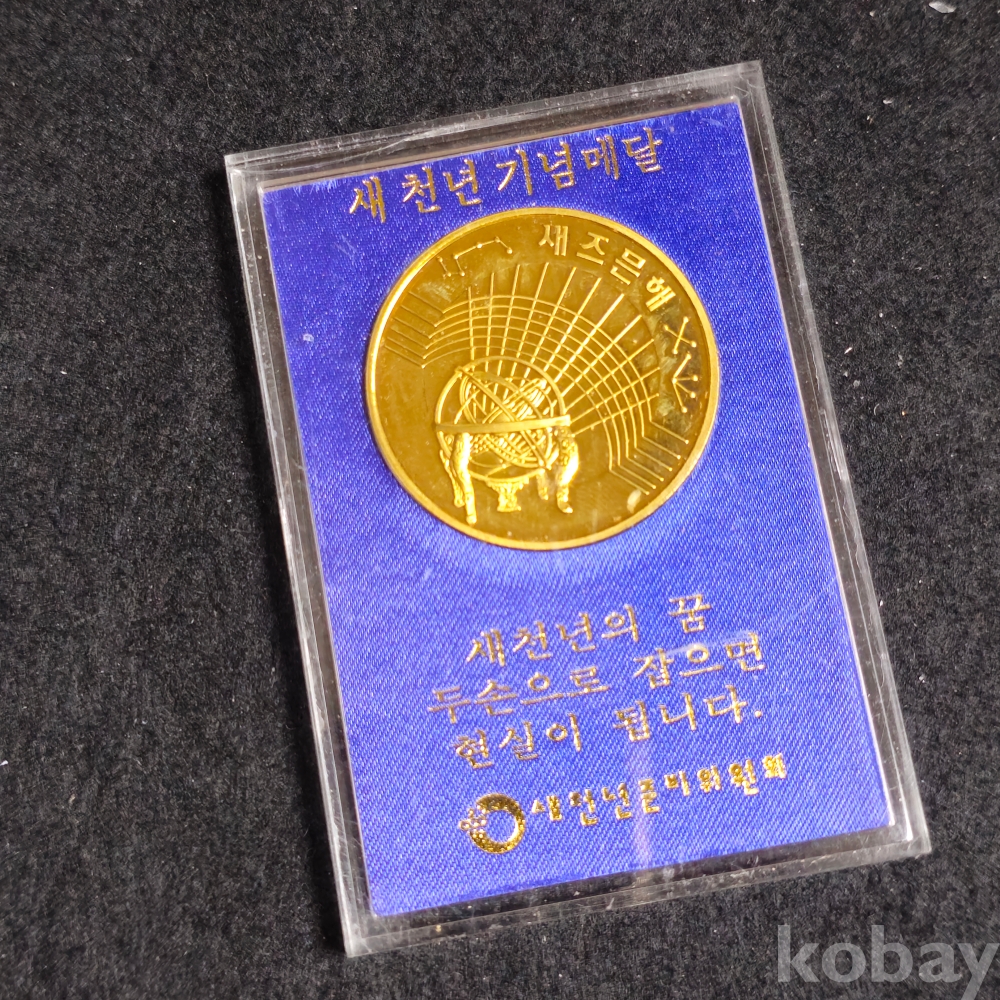 새 천년 기념메달
새즈믄해
새천년의 꿈
두손으로 잡으면
현실이 됩니다.
새천년준비위원회
kobay